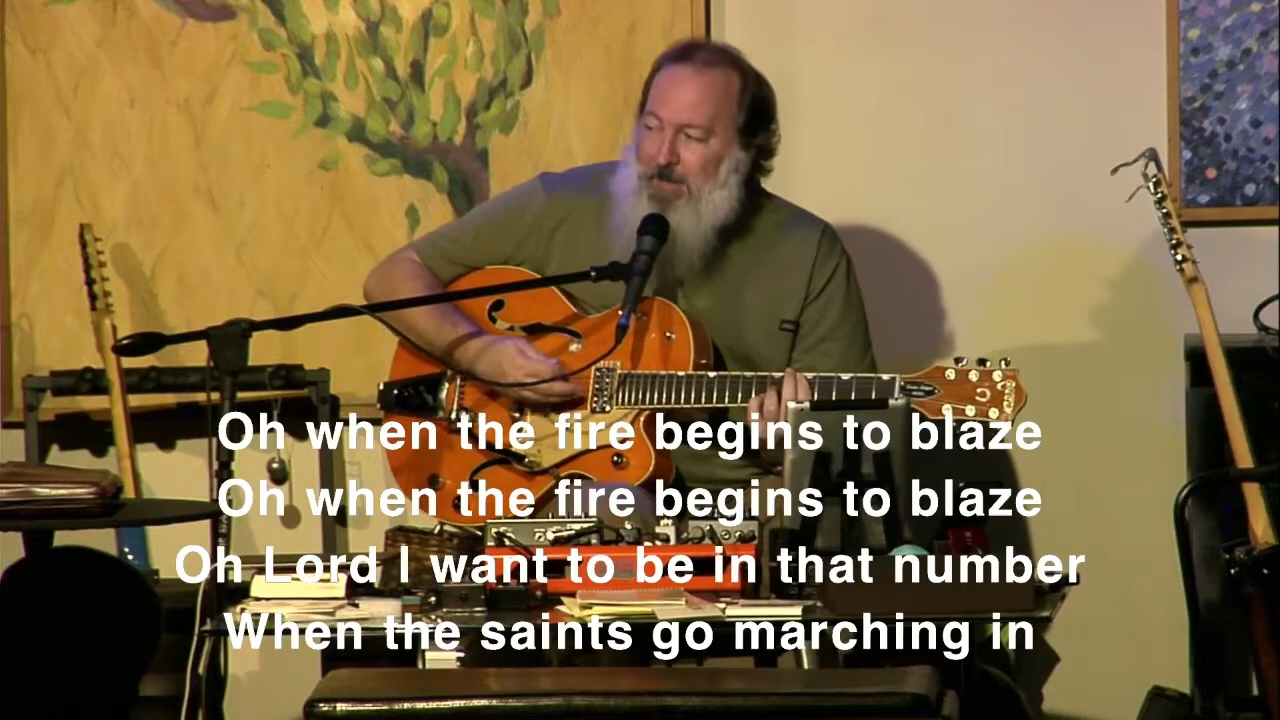 Oh when the fire begins to blaze
Oh when the fire begins to blaze
Oh Lord I want to be in that number
When the saints go marching in